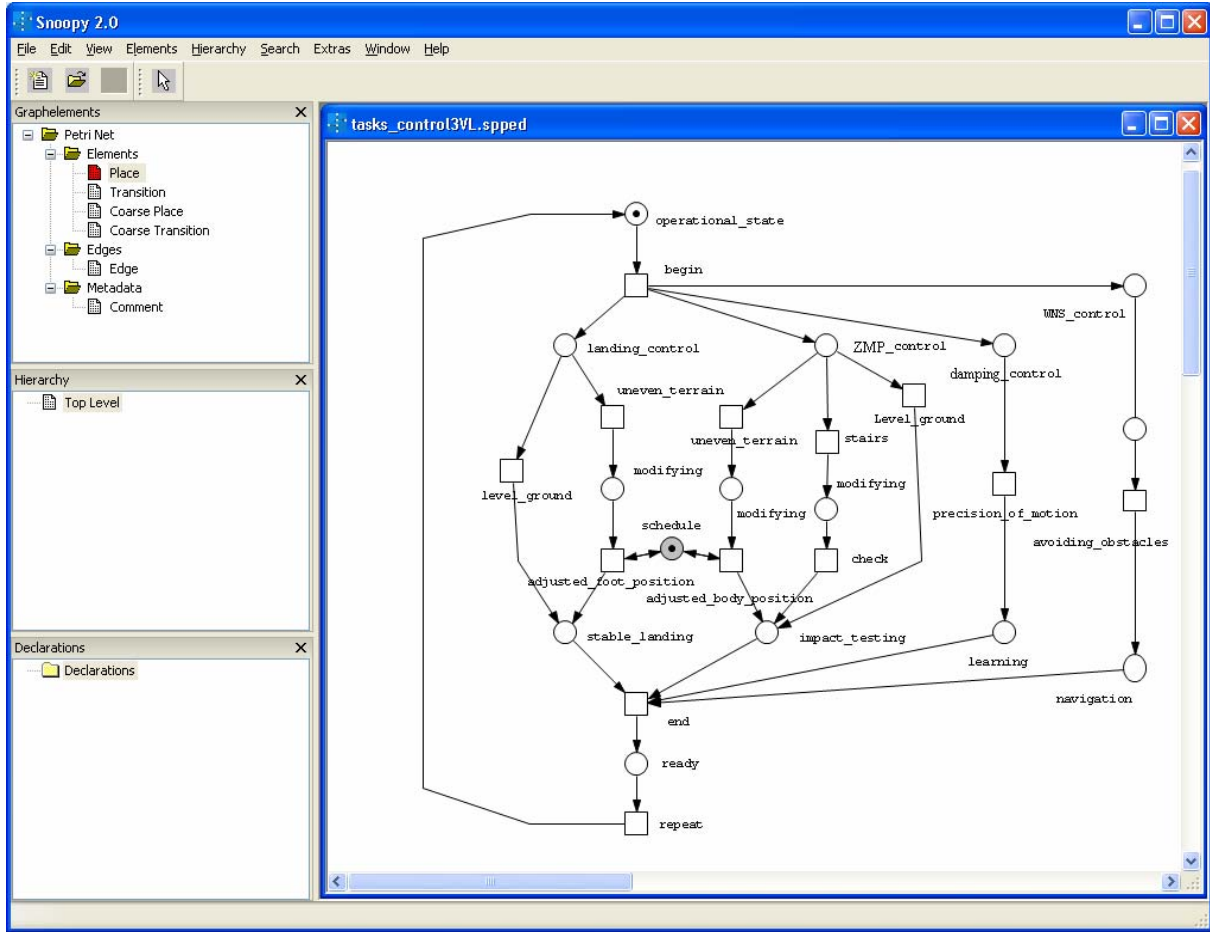 Snoopy 2.0
File Edit View Elements Hierarchy Search Extras Window Help
Graphelements
Petri Net
Elements
Place
Transition
Coarse Place
Coarse Transition
Edges
Edge
Metadata
Comment
Hierarchy
Top Level
Declarations
Declarations
tasks_control3VL.spped
operational_state
begin
WNS_control
landing_control
ZMP_control
damping_control
uneven_terrain
Level_ground
uneven_terrain
stairs
modifying
modifying
level_ground
modifying
precision_of_motion
schedule
avoiding_obstacles
check
adjusted_foot_position
adjusted_body_position
stable_landing
impact_testing
learning
navigation
end
ready
repeat